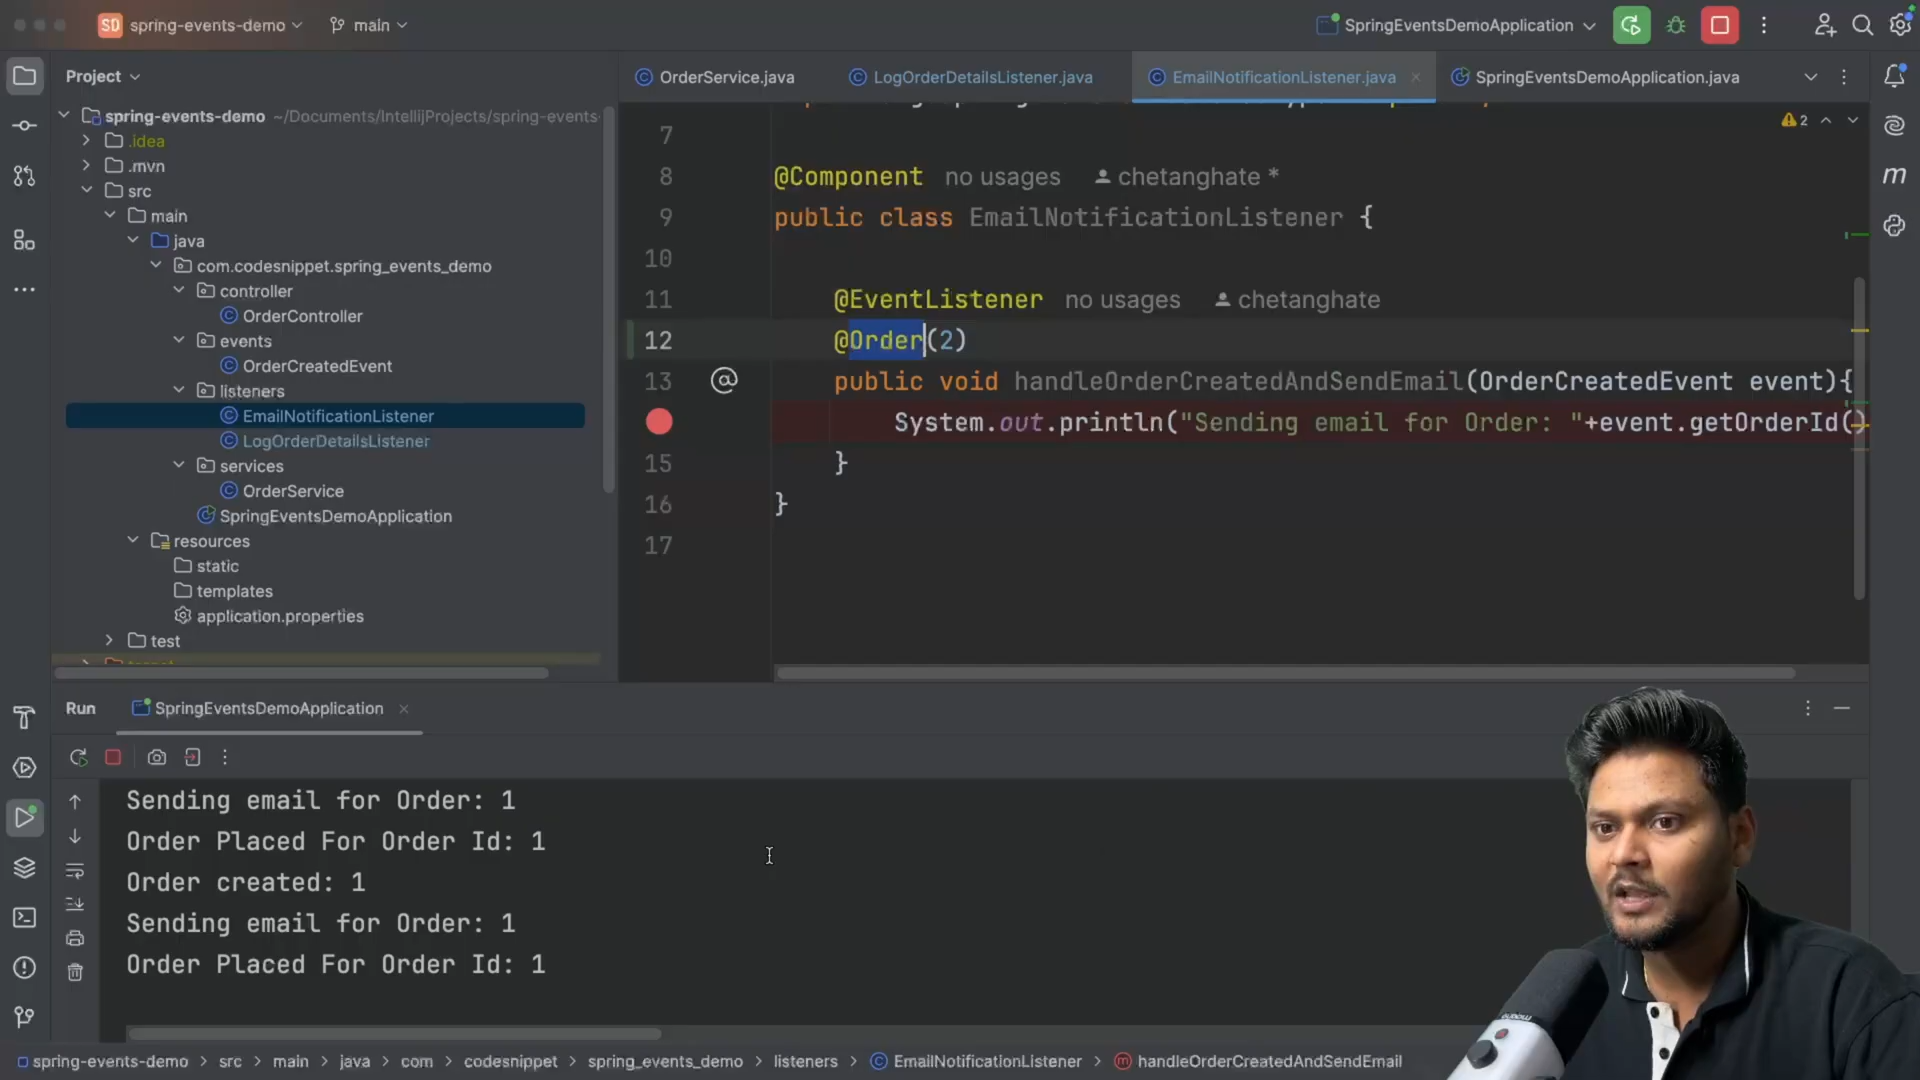 SD spring-events-demo main SpringEventsDemoApplication
Project
OrderService.java LogOrderDetailsListener.java EmailNotificationListener.java SpringEventsDemoApplication.java
spring-events-demo ~/Documents/IntellijProjects/spring-events-
.idea
.mvn
src
main
java
com.codesnippet.spring_events_demo
controller
OrderController
events
OrderCreatedEvent
listeners
EmailNotificationListener
LogOrderDetailsListener
services
OrderService
SpringEventsDemoApplication
resources
static
templates
application.properties
test
2
7
8 @Component no usages chetanghate *
9 public class EmailNotificationListener {
10
11 @EventListener no usages chetanghate
12 @Order(2)
13 public void handleOrderCreatedAndSendEmail(OrderCreatedEvent event){
System.out.println("Sending email for Order: "+event.getOrderId()
15 }
16 }
17
Run SpringEventsDemoApplication
Sending email for Order: 1
Order Placed For Order Id: 1
Order created: 1
Sending email for Order: 1
Order Placed For Order Id: 1
spring-events-demo > src > main > java > com > codesnippet > spring_events_demo > listeners > EmailNotificationListener > handleOrderCreatedAndSendEmail